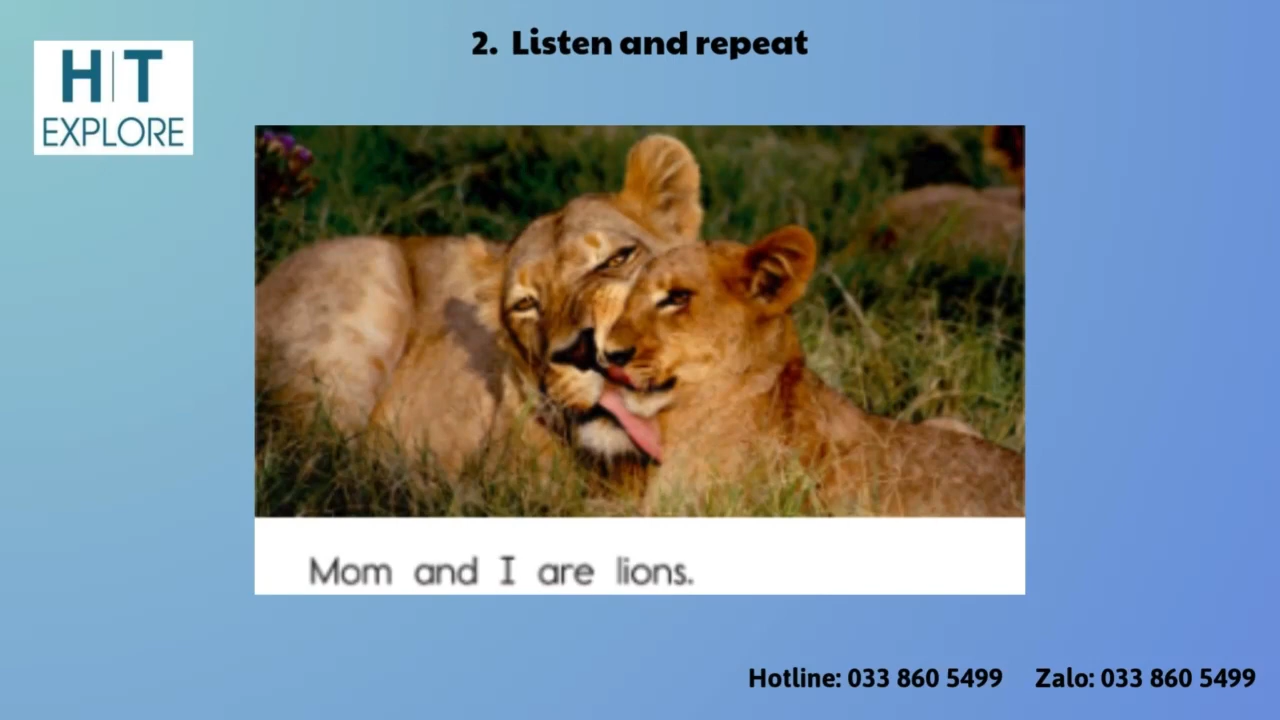 2. Listen and repeat
H|T
EXPLORE
Mom and I are lions.
Hotline: 033 860 5499 Zalo: 033 860 5499